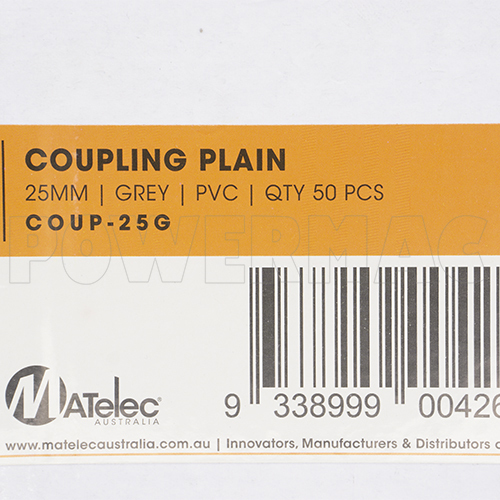 COUPLING PLAIN
25MM | GREY | PVC | QTY 50 PCS
COUP-25G
POWERMAC
9 338999 00426
MATelec®
AUSTRALIA
www.matelecaustralia.com.au | Innovators, Manufacturers & Distributors